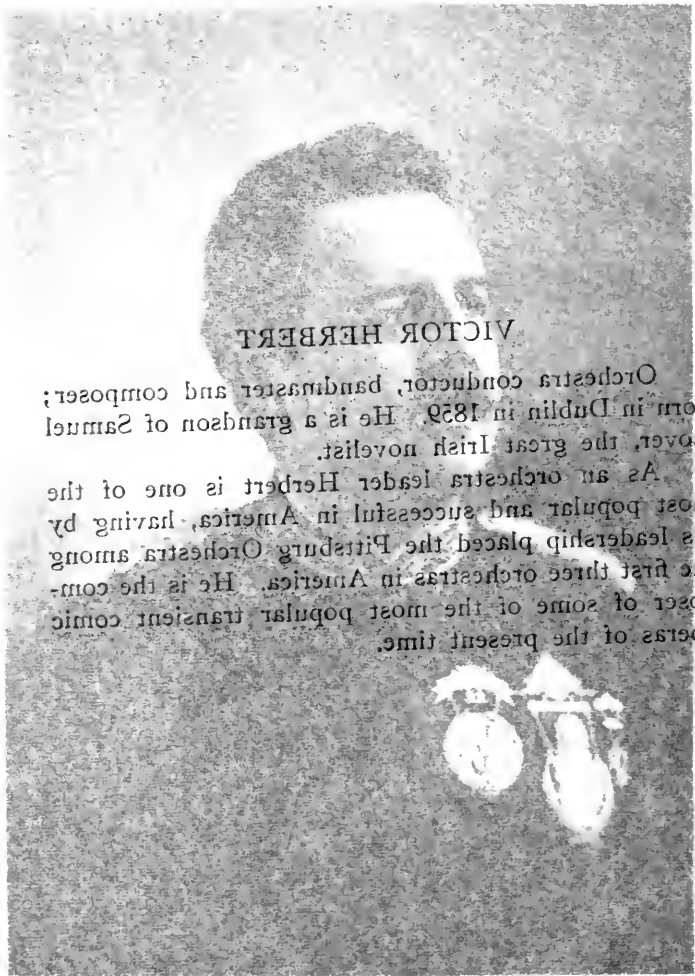 VICTOR HERBERT
Orchestra conductor, bandmaster and composer;
orn in Dublin in 1859. He is a grandson of Samuel
over, the great Irish novelist.
As an orchestra leader Herbert is one of the
ost popular and successful in America, having by
s leadership placed the Pittsburg Orchestra among
e first three orchestras in America. He is the com-
oser of some of the most popular transient comic
peras of the present time.